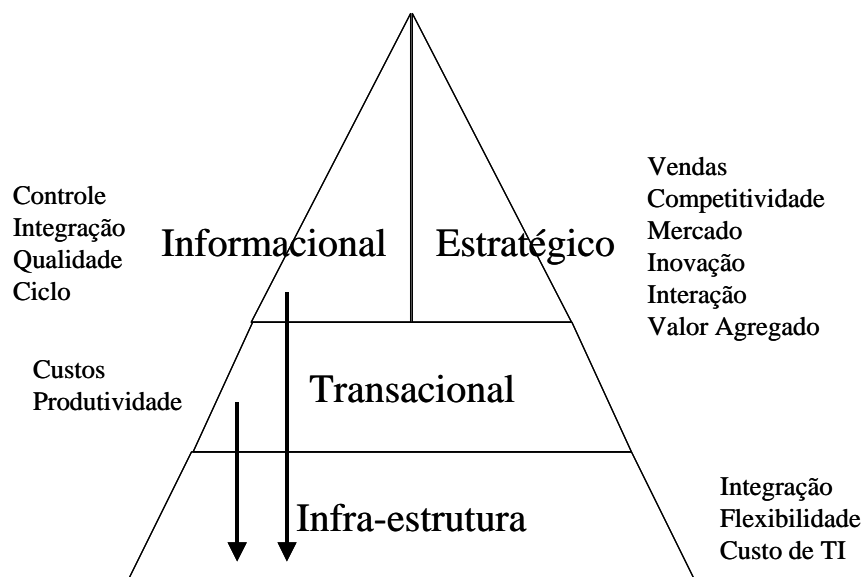 Controle
Integração
Qualidade
Ciclo
Informacional
Estratégico
Vendas
Competitividade
Mercado
Inovação
Interação
Valor Agregado
Custos
Produtividade
Transacional
Infra-estrutura
Integração
Flexibilidade
Custo de TI